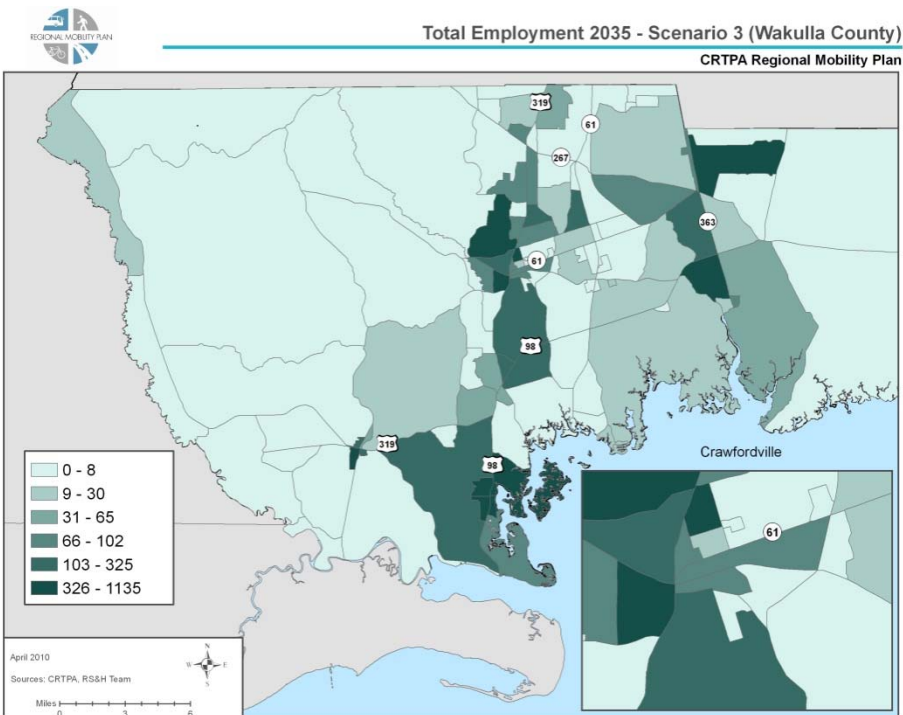 REGIONAL MOBILITY PLAN
Total Employment 2035 - Scenario 3 (Wakulla County)
CRTPA Regional Mobility Plan
319
61
267
363
61
98
319
98
Crawfordville
61
0 - 8
9 - 30
31 - 65
66 - 102
103 - 325
326 - 1135
April 2010
Sources: CRTPA, RS&H Team
N
W E
S
Miles
0 3 6